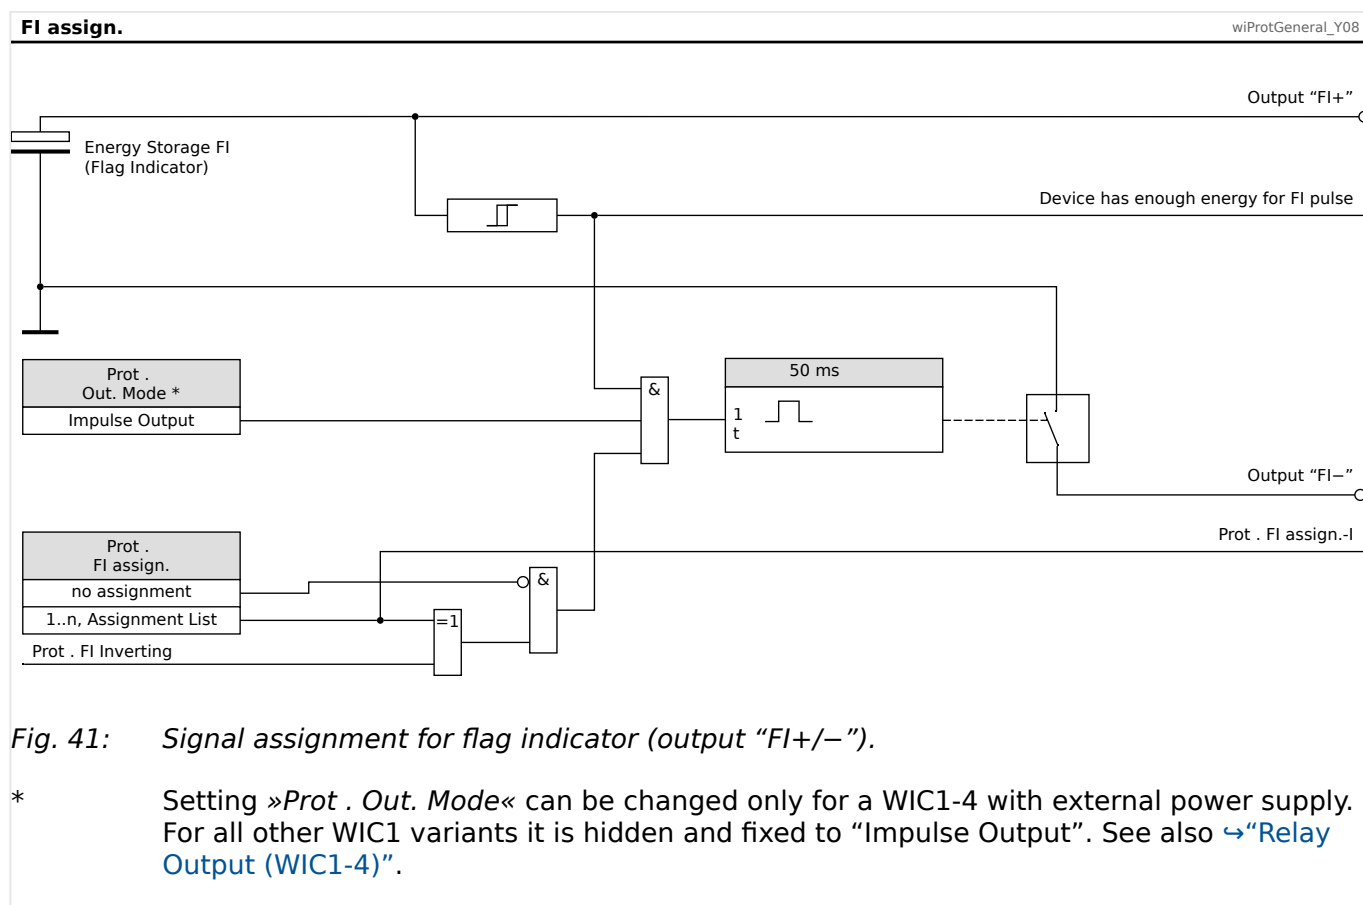 FI assign.
wiProtGeneral_Y08
Output “FI+”
Energy Storage FI
(Flag Indicator)
Device has enough energy for FI pulse
Prot .
Out. Mode *
Impulse Output
&
50 ms
1
t
Output “FI−”
Prot . FI assign.-I
Prot .
FI assign.
no assignment
1..n, Assignment List
&
=1
Prot . FI Inverting
Fig. 41: Signal assignment for flag indicator (output “FI+/−”).
* Setting »Prot . Out. Mode« can be changed only for a WIC1-4 with external power supply.
For all other WIC1 variants it is hidden and fixed to “Impulse Output”. See also ↪“Relay
Output (WIC1-4)”.